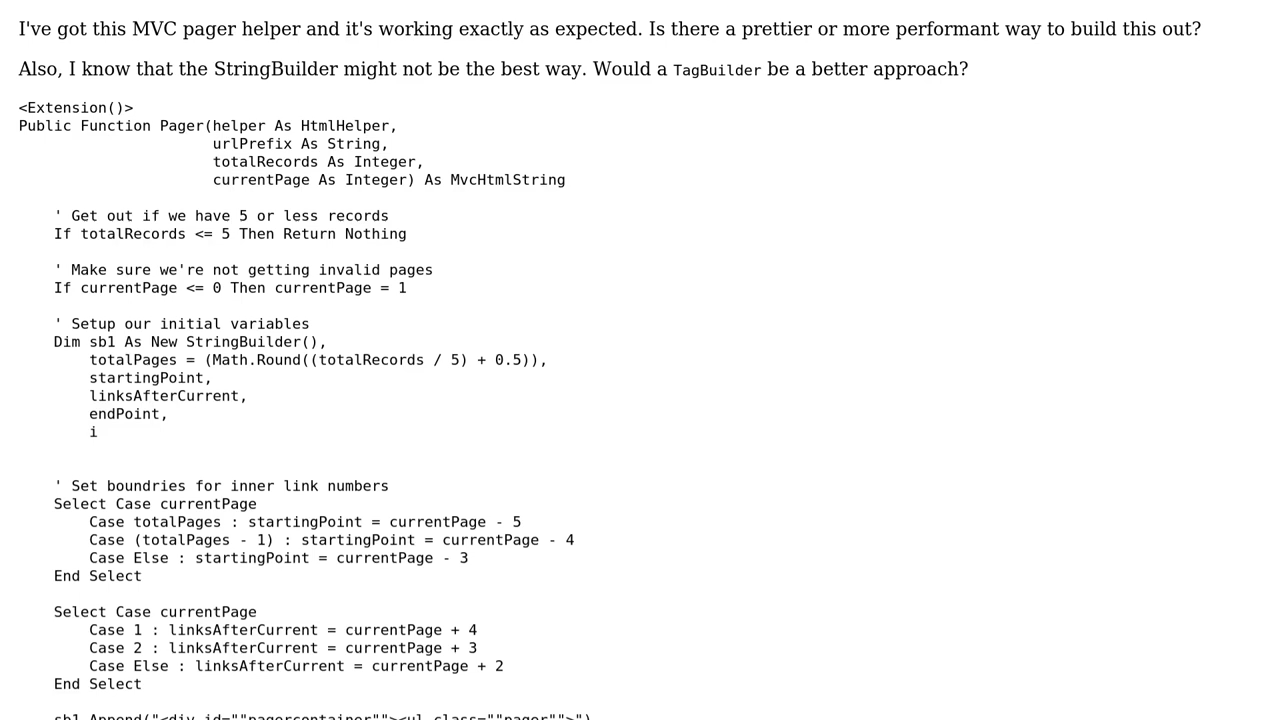 I've got this MVC pager helper and it's working exactly as expected. Is there a prettier or more performant way to build this out?
Also, I know that the StringBuilder might not be the best way. Would a TagBuilder be a better approach?
<Extension()>
Public Function Pager(helper As HtmlHelper,
                      urlPrefix As String,
                      totalRecords As Integer,
                      currentPage As Integer) As MvcHtmlString
    ' Get out if we have 5 or less records
    If totalRecords <= 5 Then Return Nothing
    ' Make sure we're not getting invalid pages
    If currentPage <= 0 Then currentPage = 1
    ' Setup our initial variables
    Dim sb1 As New StringBuilder(),
        totalPages = (Math.Round((totalRecords / 5) + 0.5)),
        startingPoint,
        linksAfterCurrent,
        endPoint,
        i
    ' Set boundries for inner link numbers
    Select Case currentPage
        Case totalPages : startingPoint = currentPage - 5
        Case (totalPages - 1) : startingPoint = currentPage - 4
        Case Else : startingPoint = currentPage - 3
    End Select
    Select Case currentPage
        Case 1 : linksAfterCurrent = currentPage + 4
        Case 2 : linksAfterCurrent = currentPage + 3
        Case Else : linksAfterCurrent = currentPage + 2
    End Select
    sb1.Append("<div id=""pagercontainer""><ul class=""pager"">")